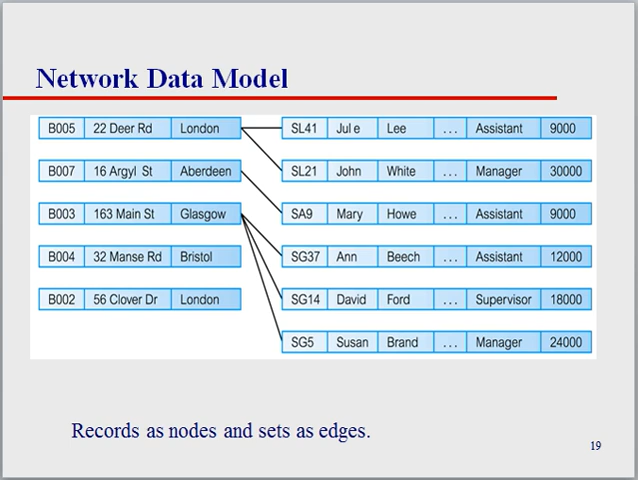 Network Data Model
B005 22 Deer Rd London SL41 Julie Lee ... Assistant 9000
B007 16 Argyl St Aberdeen SL21 John White ... Manager 30000
B003 163 Main St Glasgow SA9 Mary Howe ... Assistant 9000
B004 32 Manse Rd Bristol SG37 Ann Beech ... Assistant 12000
B002 56 Clover Dr London SG14 David Ford ... Supervisor 18000
SG5 Susan Brand ... Manager 24000
Records as nodes and sets as edges.
19